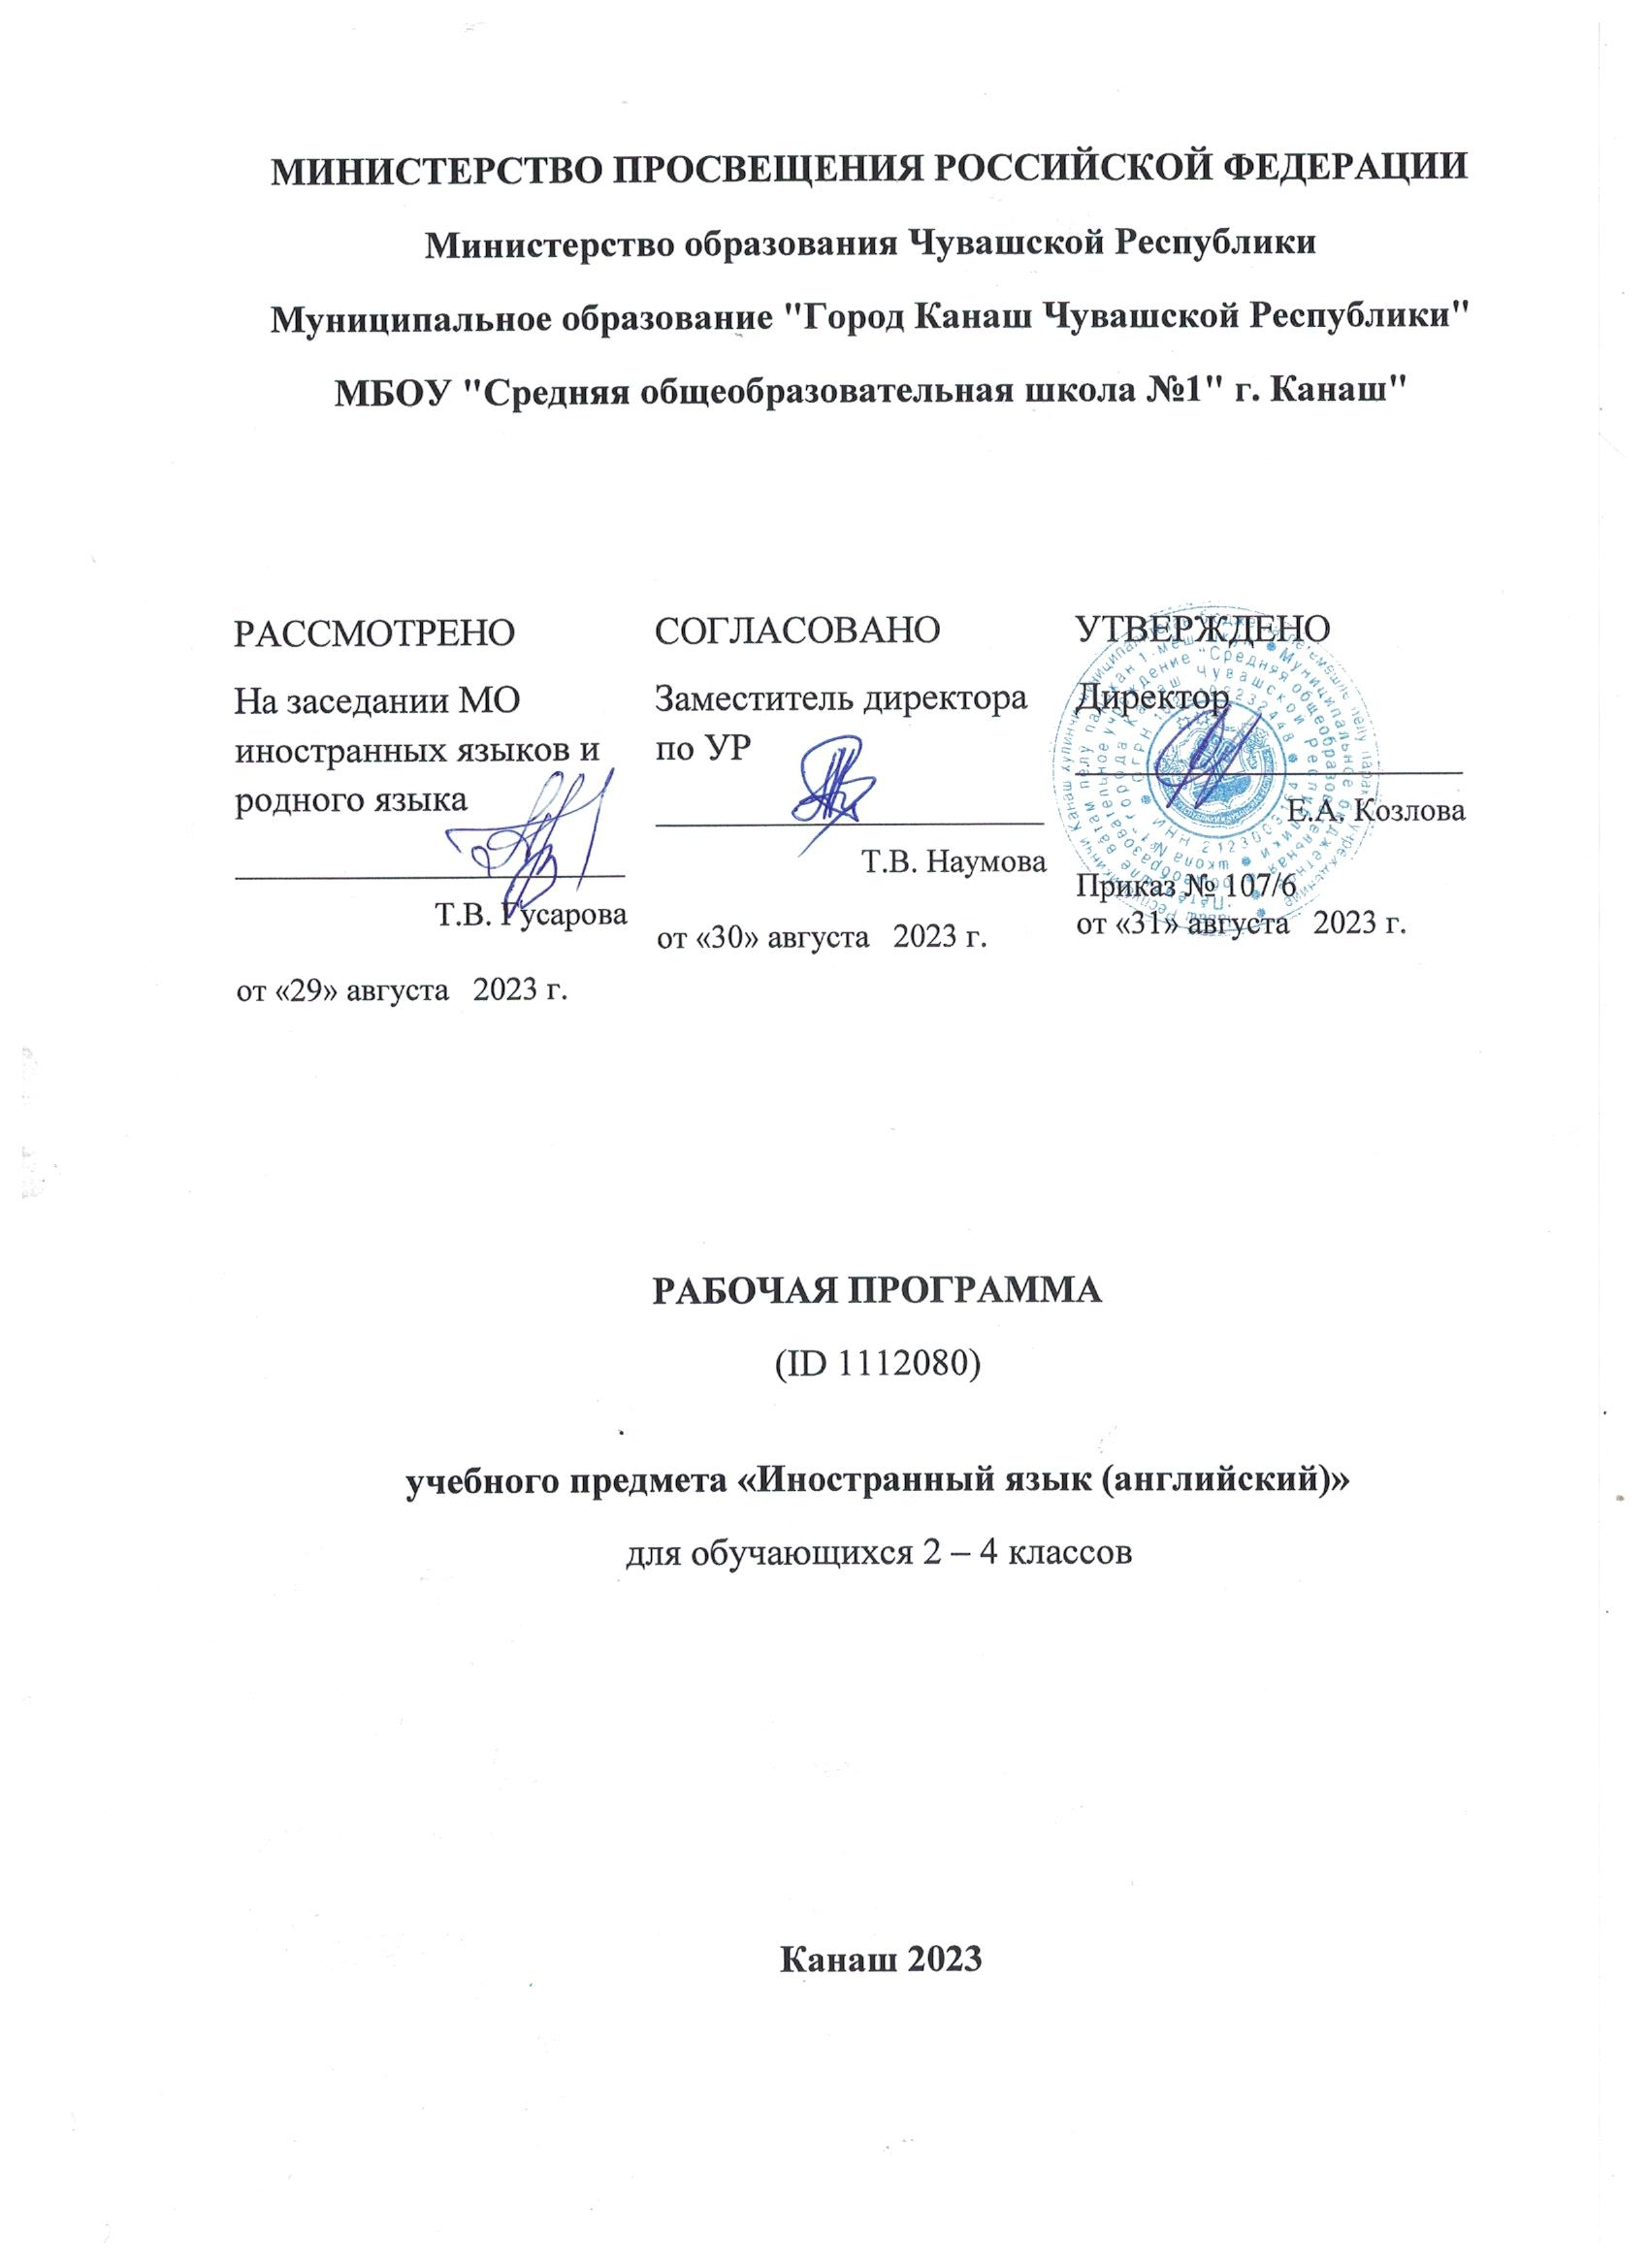 МИНИСТЕРСТВО ПРОСВЕЩЕНИЯ РОССИЙСКОЙ ФЕДЕРАЦИИ
Министерство образования Чувашской Республики
Муниципальное образование "Город Канаш Чувашской Республики"
МБОУ "Средняя общеобразовательная школа №1" г. Канаш"
РАССМОТРЕНО
На заседании МО
иностранных языков и
родного языка
Т.В. Гусарова
от «29» августа 2023 г.
СОГЛАСОВАНО
Заместитель директора
по УР
Т.В. Наумова
от «30» августа 2023 г.
УТВЕРЖДЕНО
Директор
Е.А. Козлова
Приказ № 107/6
от «31» августа 2023 г.
РАБОЧАЯ ПРОГРАММА
(ID 1112080)
учебного предмета «Иностранный язык (английский)»
для обучающихся 2 – 4 классов
Канаш 2023